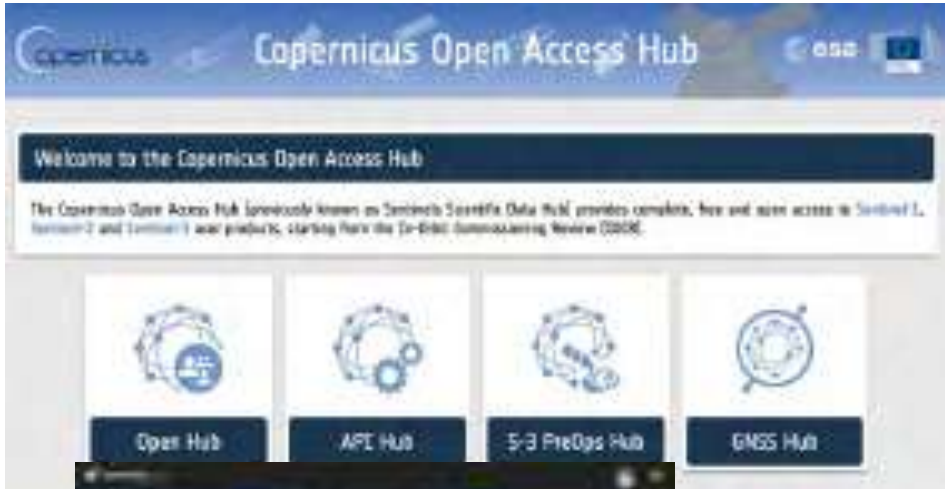 Copernicus
Copernicus Open Access Hub
esa
Welcome to the Copernicus Open Access Hub
The Copernicus Open Access Hub (previously known as Sentinels Scientific Data Hub) provides complete, free and open access to Sentinel-1,
Sentinel-2 and Sentinel-3 user products, starting from the In-Orbit Commissioning Review (IOCR).
Open Hub
API Hub
S-3 PreOps Hub
GNSS Hub